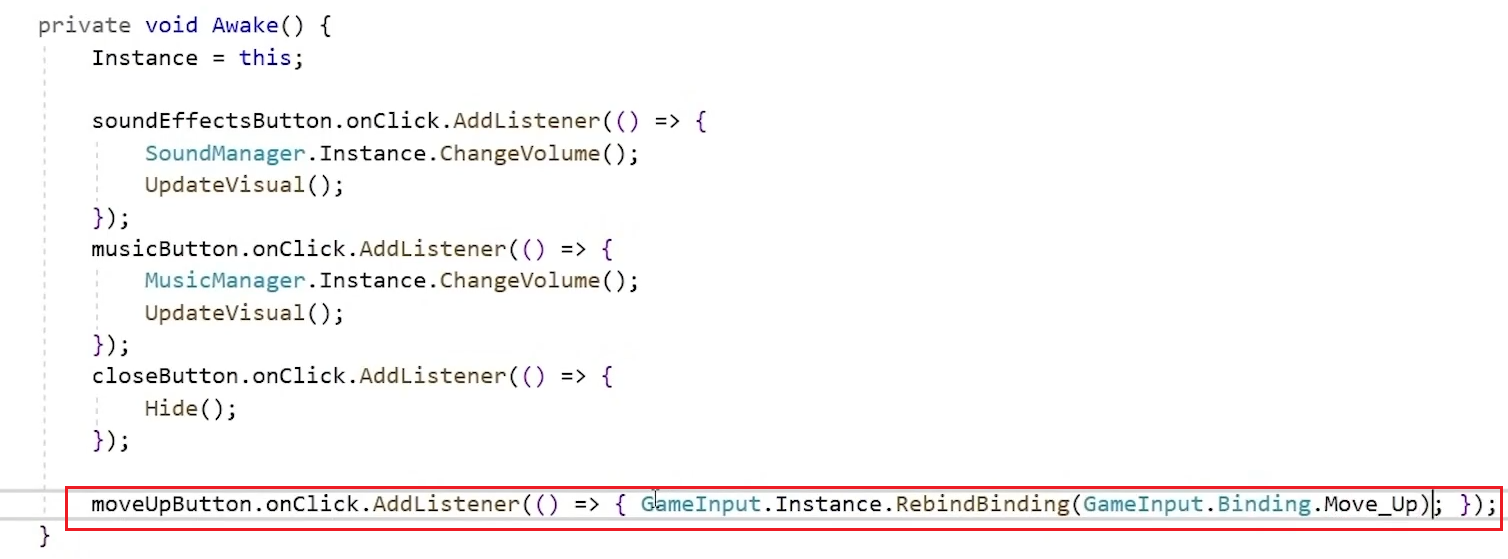 private void Awake() {
Instance = this;
soundEffectsButton.onClick.AddListener(() => {
SoundManager.Instance.ChangeVolume();
UpdateVisual();
});
musicButton.onClick.AddListener(() => {
MusicManager.Instance.ChangeVolume();
UpdateVisual();
});
closeButton.onClick.AddListener(() => {
Hide();
});
moveUpButton.onClick.AddListener(() => { GameInput.Instance.RebindBinding(GameInput.Binding.Move_Up); });
}